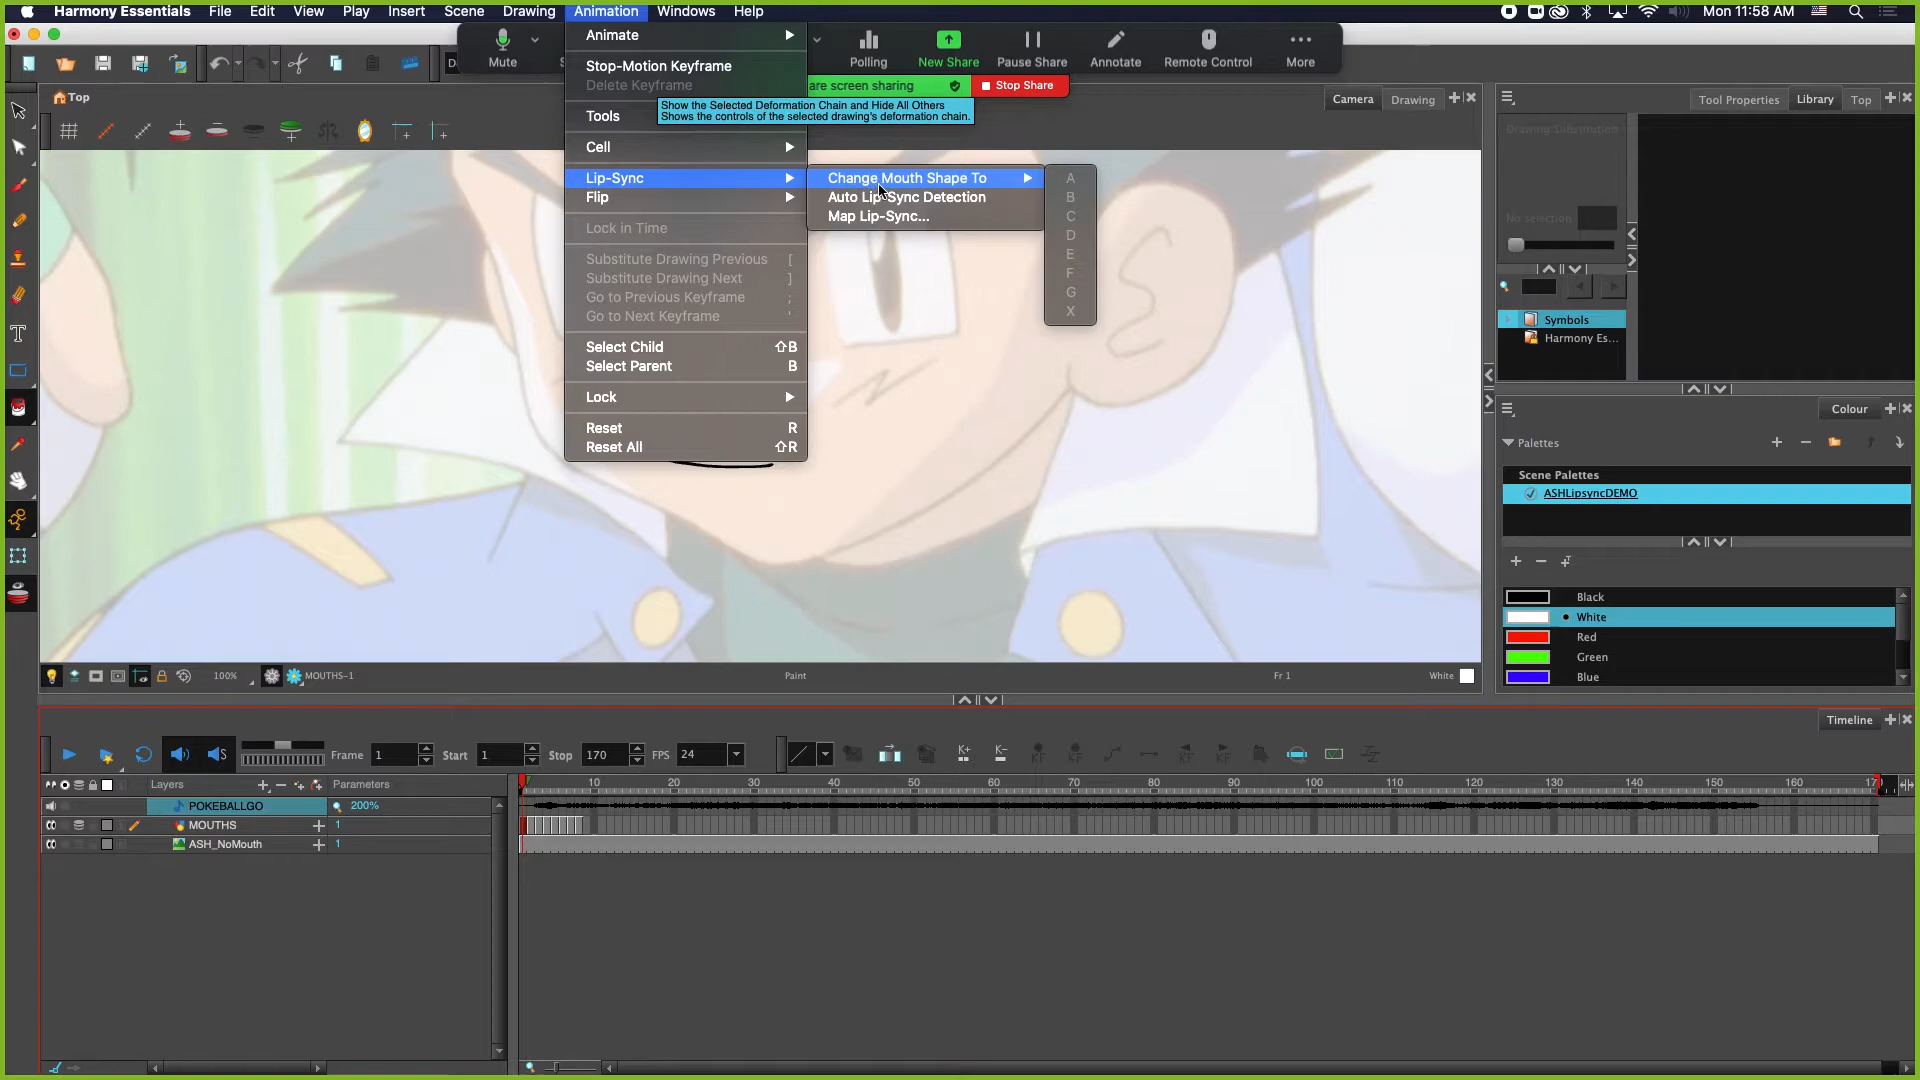 Harmony Essentials File Edit View Play Insert Scene Drawing Animation Windows Help Mon 11:58 AM
Mute
Polling New Share Pause Share Annotate Remote Control More
are screen sharing Stop Share
Animate
Stop-Motion Keyframe
Delete Keyframe
Tools
Cell
Lip-Sync
Flip
Lock in Time
Substitute Drawing Previous [
Substitute Drawing Next ]
Go to Previous Keyframe ;
Go to Next Keyframe '
Select Child ⇧B
Select Parent B
Lock
Reset R
Reset All ⇧R
Show the Selected Deformation Chain and Hide All Others
Shows the controls of the selected drawing's deformation chain.
Change Mouth Shape To
Auto Lip-Sync Detection
Map Lip-Sync...
A
B
C
D
E
F
G
X
Top
Camera Drawing
Tool Properties Library Top
Drawing Substitution
No selection
Symbols
Harmony Es...
Colour
Palettes
Scene Palettes
ASHLipsyncDEMO
Black
White
Red
Green
Blue
100% MOUTHS-1 Paint Fr 1 White
Timeline
Frame 1 Start 1 Stop 170 FPS 24
Layers Parameters
10 20 30 40 50 60 70 80 90 100 110 120 130 140 150 160
POKEBALLGO 200%
MOUTHS 1
ASH_NoMouth 1